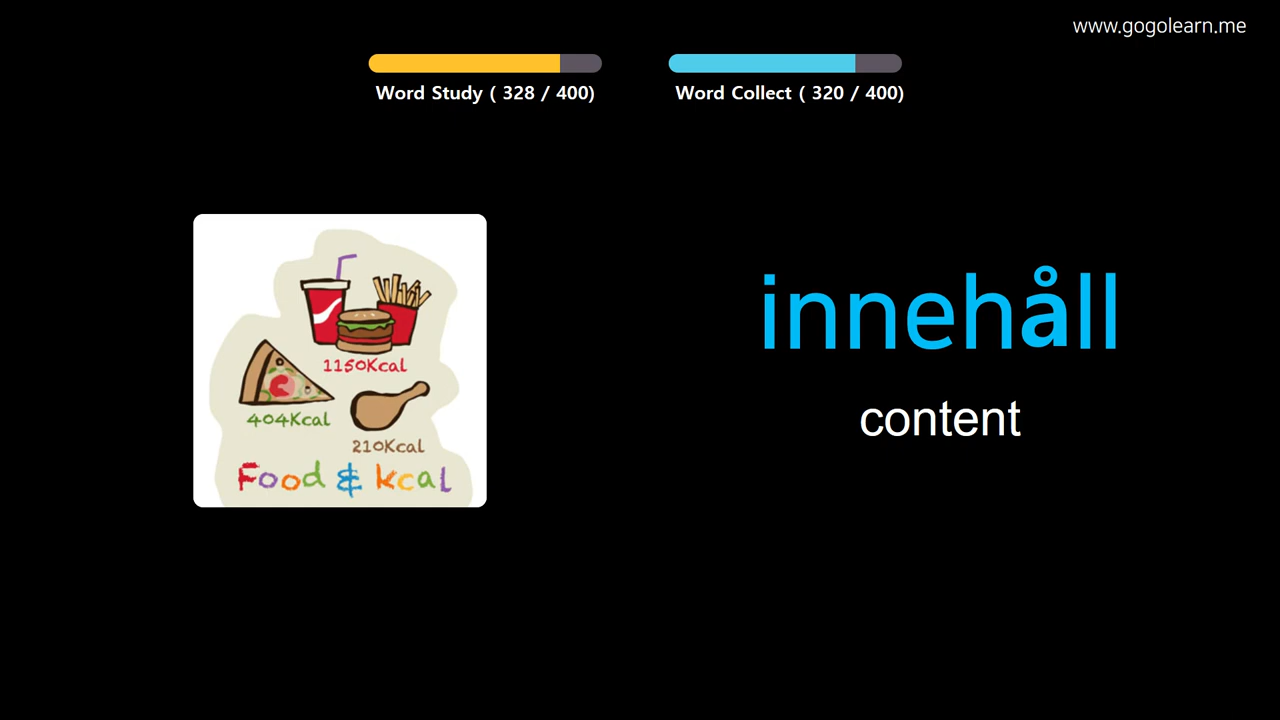 www.gogolearn.me
Word Study ( 328 / 400)
Word Collect ( 320 / 400)
1150Kcal
404Kcal
210Kcal
Food & kcal
innehåll
content